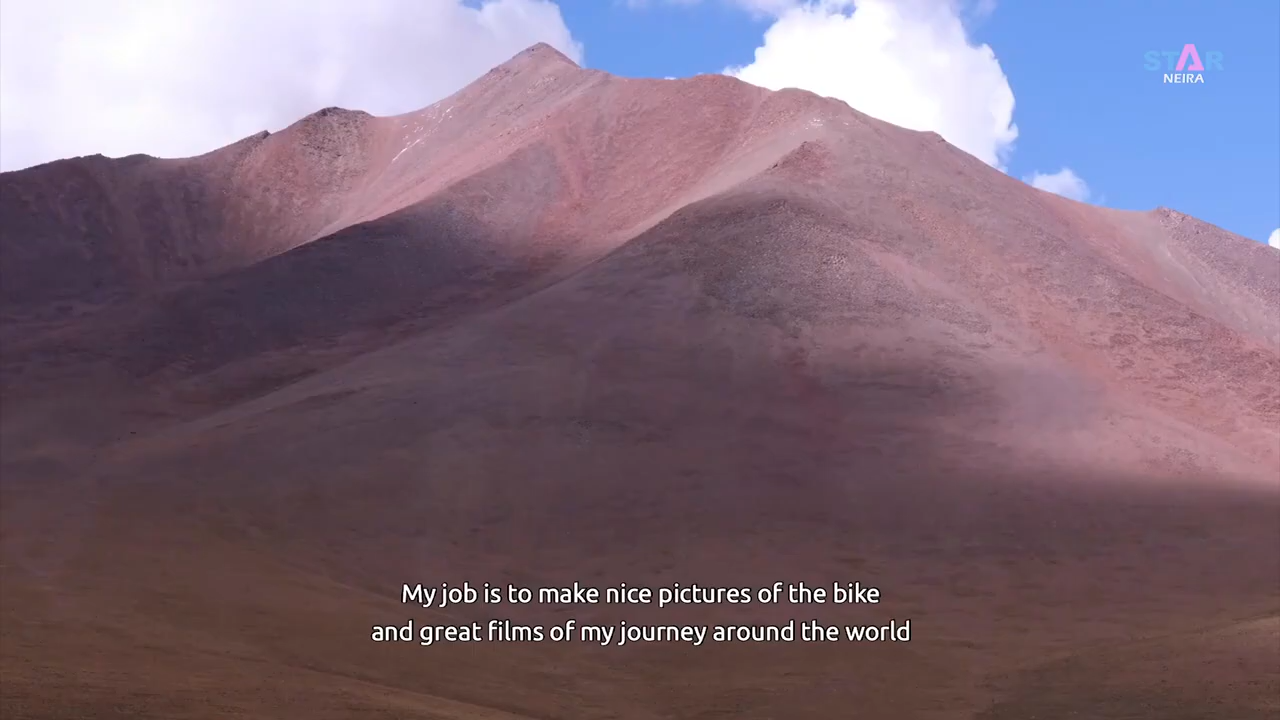 STAR
NEIRA
My job is to make nice pictures of the bike
and great films of my journey around the world